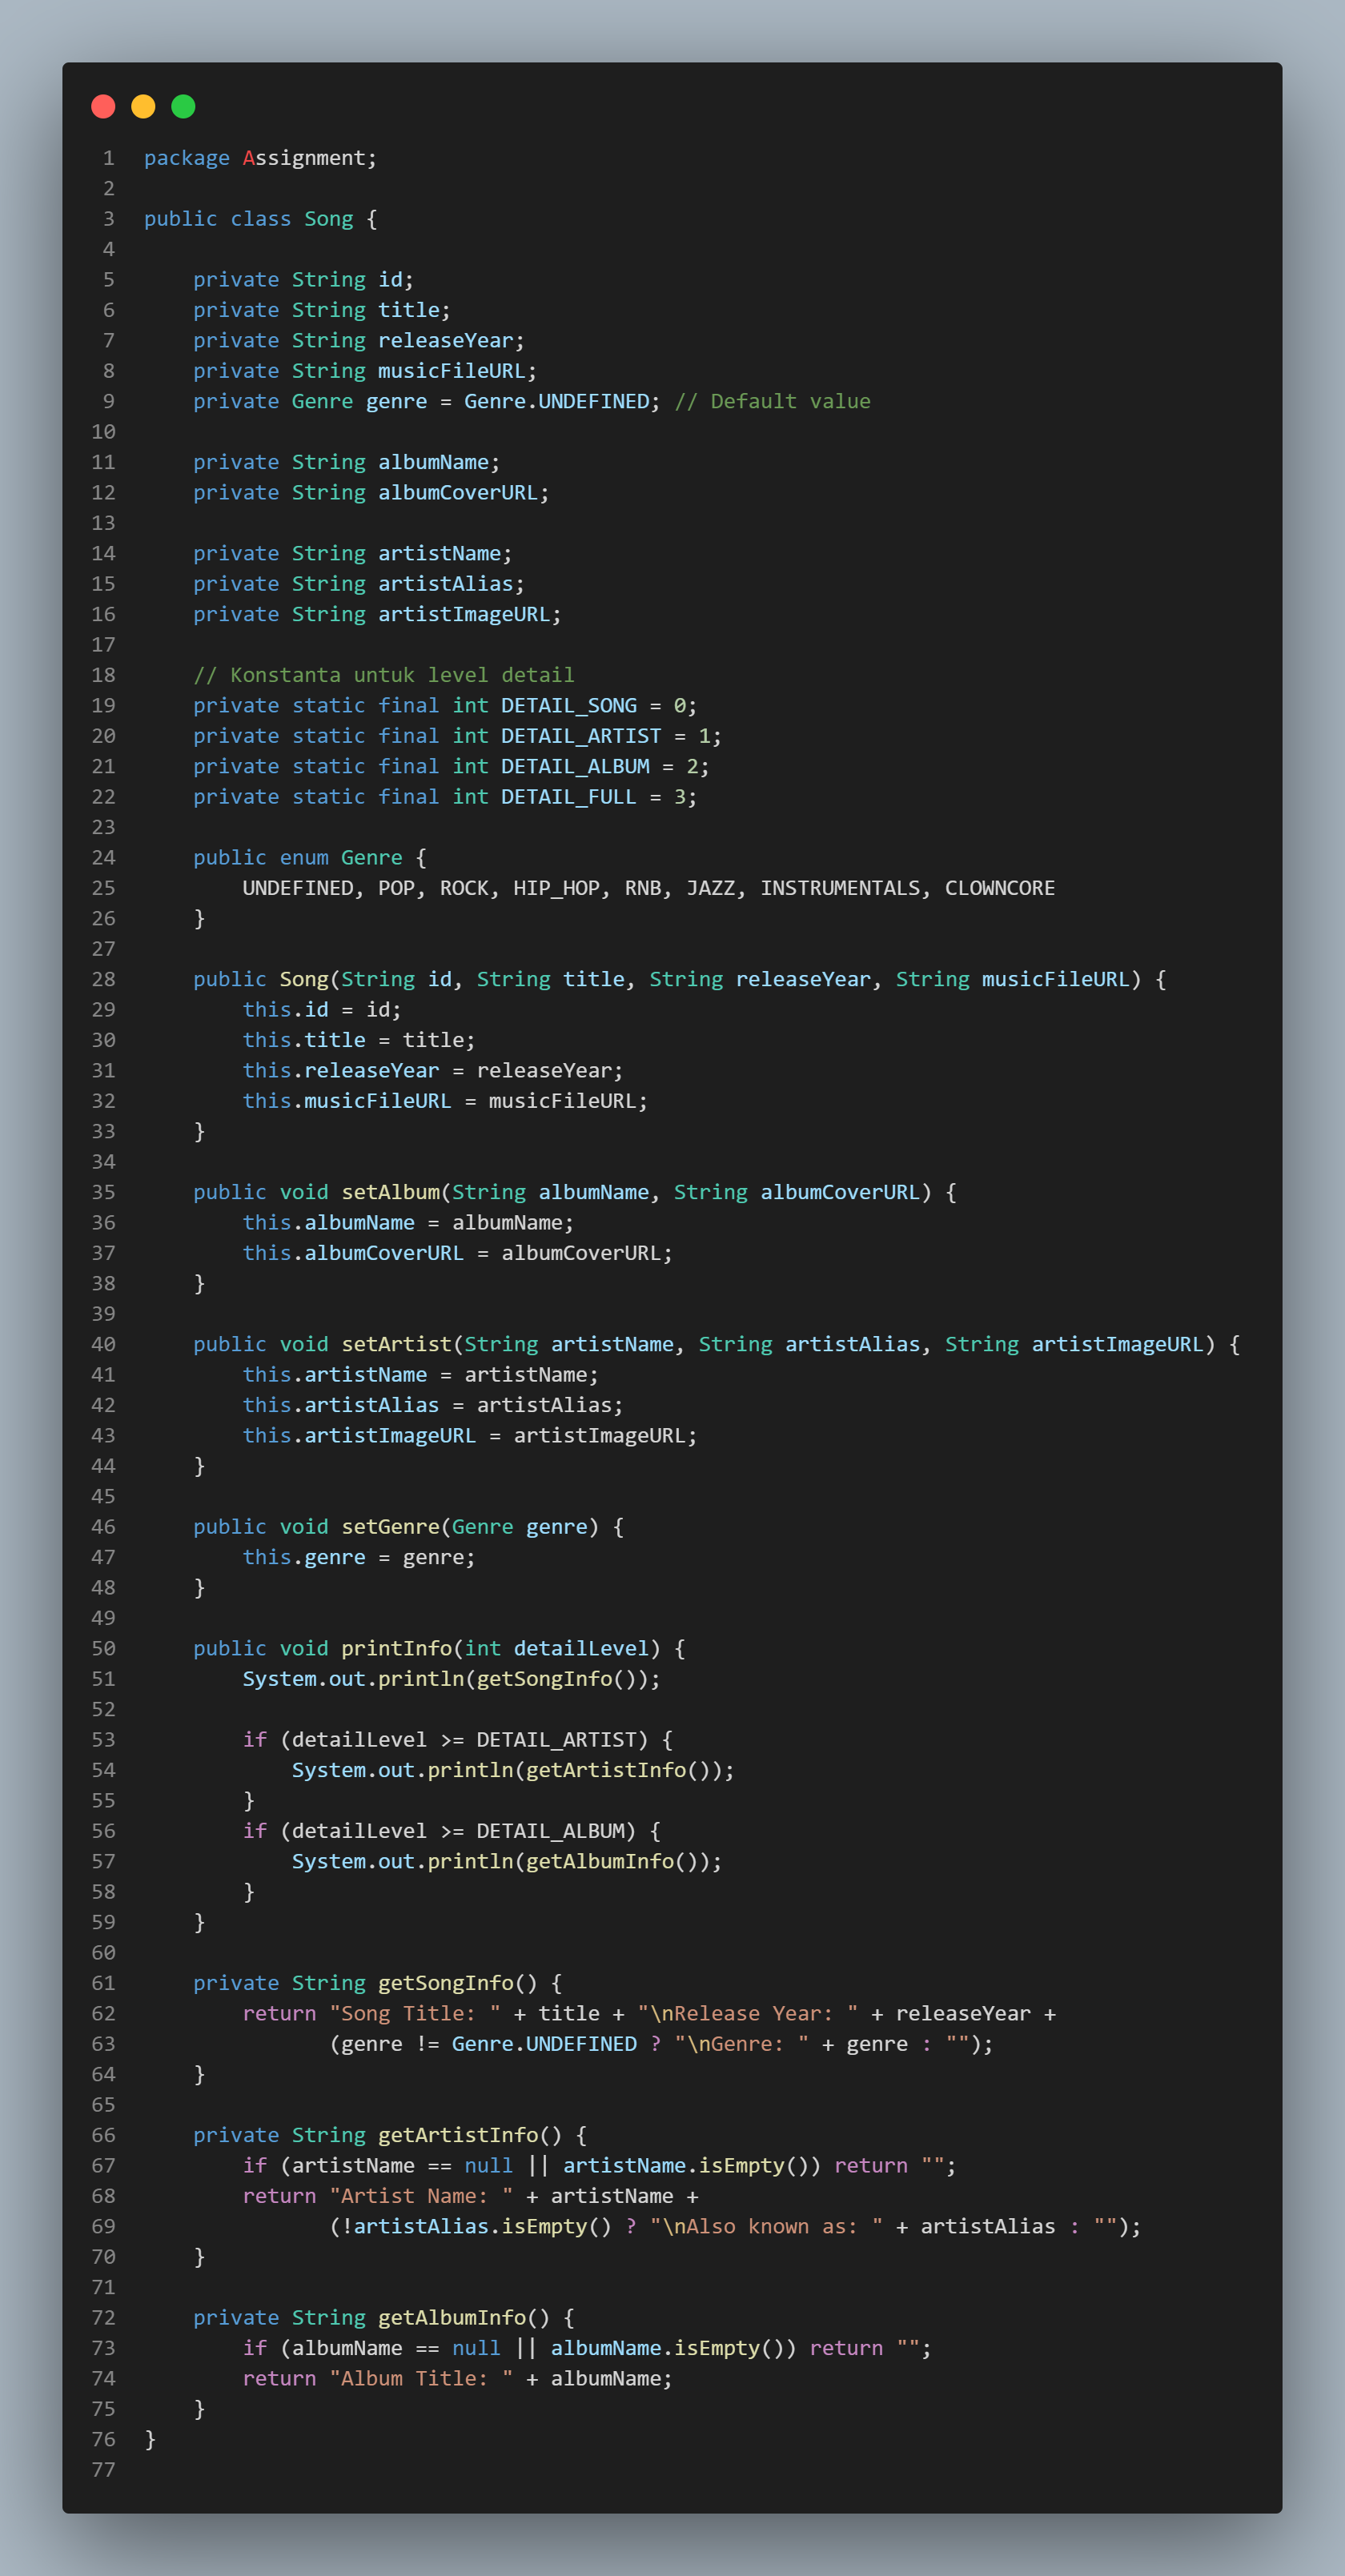 1 package Assignment;
2
3 public class Song {
4
5     private String id;
6     private String title;
7     private String releaseYear;
8     private String musicFileURL;
9     private Genre genre = Genre.UNDEFINED; // Default value
10
11     private String albumName;
12     private String albumCoverURL;
13
14     private String artistName;
15     private String artistAlias;
16     private String artistImageURL;
17
18     // Konstanta untuk level detail
19     private static final int DETAIL_SONG = 0;
20     private static final int DETAIL_ARTIST = 1;
21     private static final int DETAIL_ALBUM = 2;
22     private static final int DETAIL_FULL = 3;
23
24     public enum Genre {
25         UNDEFINED, POP, ROCK, HIP_HOP, RNB, JAZZ, INSTRUMENTALS, CLOWNCORE
26     }
27
28     public Song(String id, String title, String releaseYear, String musicFileURL) {
29         this.id = id;
30         this.title = title;
31         this.releaseYear = releaseYear;
32         this.musicFileURL = musicFileURL;
33     }
34
35     public void setAlbum(String albumName, String albumCoverURL) {
36         this.albumName = albumName;
37         this.albumCoverURL = albumCoverURL;
38     }
39
40     public void setArtist(String artistName, String artistAlias, String artistImageURL) {
41         this.artistName = artistName;
42         this.artistAlias = artistAlias;
43         this.artistImageURL = artistImageURL;
44     }
45
46     public void setGenre(Genre genre) {
47         this.genre = genre;
48     }
49
50     public void printInfo(int detailLevel) {
51         System.out.println(getSongInfo());
52
53         if (detailLevel >= DETAIL_ARTIST) {
54             System.out.println(getArtistInfo());
55         }
56         if (detailLevel >= DETAIL_ALBUM) {
57             System.out.println(getAlbumInfo());
58         }
59     }
60
61     private String getSongInfo() {
62         return "Song Title: " + title + "\nRelease Year: " + releaseYear +
63                (genre != Genre.UNDEFINED ? "\nGenre: " + genre : "");
64     }
65
66     private String getArtistInfo() {
67         if (artistName == null || artistName.isEmpty()) return "";
68         return "Artist Name: " + artistName +
69                (!artistAlias.isEmpty() ? "\nAlso known as: " + artistAlias : "");
70     }
71
72     private String getAlbumInfo() {
73         if (albumName == null || albumName.isEmpty()) return "";
74         return "Album Title: " + albumName;
75     }
76 }
77